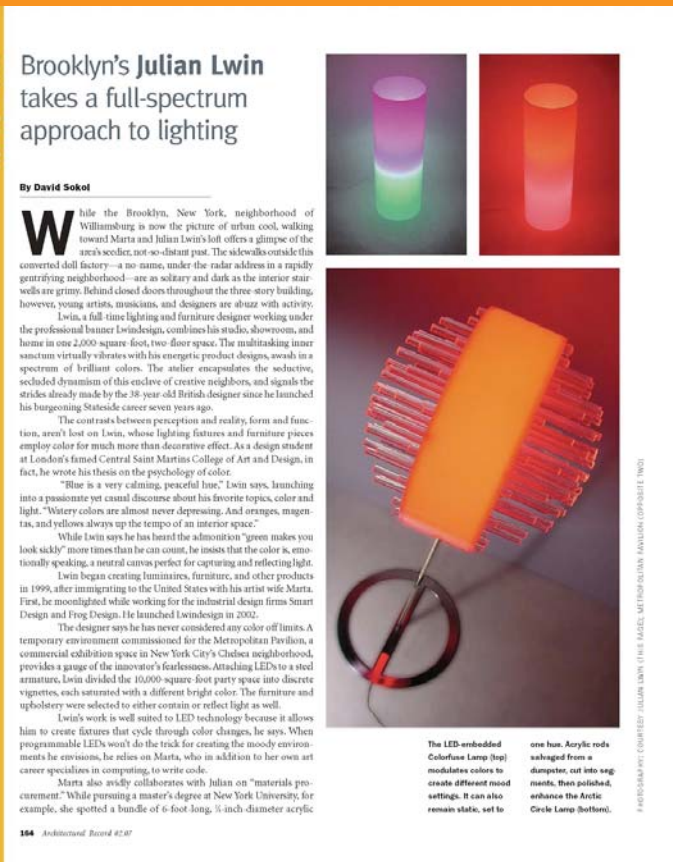 Brooklyn's Julian Lwin
takes a full-spectrum
approach to lighting
By David Sokol
While the Brooklyn, New York, neighborhood of
Williamsburg is now the picture of urban cool, walking
toward Marta and Julian Lwin's loft offers a glimpse of the
area's seedier, not-so-distant past. The sidewalks outside this
converted doll factory—a no-name, under-the-radar address in a rapidly
gentrifying neighborhood—are as solitary and dark as the interior stair-
wells are grimy. Behind closed doors throughout the three-story building,
however, young artists, musicians, and designers are abuzz with activity.
Lwin, a full-time lighting and furniture designer working under
the professional banner Lwindesign, combines his studio, showroom, and
home in one 2,000-square-foot, two-floor space. The multitasking inner
sanctum virtually vibrates with his energetic product designs, awash in a
spectrum of brilliant colors. The atelier encapsulates the seductive,
secluded dynamism of this enclave of creative neighbors, and signals the
strides already made by the 38-year-old British designer since he launched
his burgeoning Stateside career seven years ago.
The contrasts between perception and reality, form and func-
tion, aren't lost on Lwin, whose lighting fixtures and furniture pieces
employ color for much more than decorative effect. As a design student
at London's famed Central Saint Martins College of Art and Design, in
fact, he wrote his thesis on the psychology of color.
"Blue is a very calming, peaceful hue," Lwin says, launching
into a passionate yet casual discourse about his favorite topics, color and
light. "Watery colors are almost never depressing. And oranges, magen-
tas, and yellows always up the tempo of an interior space."
While Lwin says he has heard the admonition "green makes you
look sickly" more times than he can count, he insists that the color is, emo-
tionally speaking, a neutral canvas perfect for capturing and reflecting light.
Lwin began creating luminaires, furniture, and other products
in 1999, after immigrating to the United States with his artist wife Marta.
First, he moonlighted while working for the industrial design firms Smart
Design and Frog Design. He launched Lwindesign in 2002.
The designer says he has never considered any color off limits. A
temporary environment commissioned for the Metropolitan Pavilion, a
commercial exhibition space in New York City's Chelsea neighborhood,
provides a gauge of the innovator's fearlessness. Attaching LEDs to a steel
armature, Lwin divided the 10,000-square-foot party space into discrete
vignettes, each saturated with a different bright color. The furniture and
upholstery were selected to either contain or reflect light as well.
Lwin's work is well suited to LED technology because it allows
him to create fixtures that cycle through color changes, he says. When
programmable LEDs won't do the trick for creating the moody environ-
ments he envisions, he relies on Marta, who in addition to her own art
career specializes in computing, to write code.
Marta also avidly collaborates with Julian on "materials pro-
curement." While pursuing a master's degree at New York University, for
example, she spotted a bundle of 6-foot-long, -inch-diameter acrylic
The LED-embedded
Colorfuse Lamp (top)
modulates colors to
create different mood
settings. It can also
remain static, set to
one hue. Acrylic rods
salvaged from a
dumpster, cut into seg-
ments, then polished,
enhance the Arctic
Circle Lamp (bottom).
PHOTOGRAPHY: COURTESY JULIAN LWIN (THIS PAGE); METROPOLITAN PAVILION (OPPOSITE TWO)
164 Architectural Record 02.07